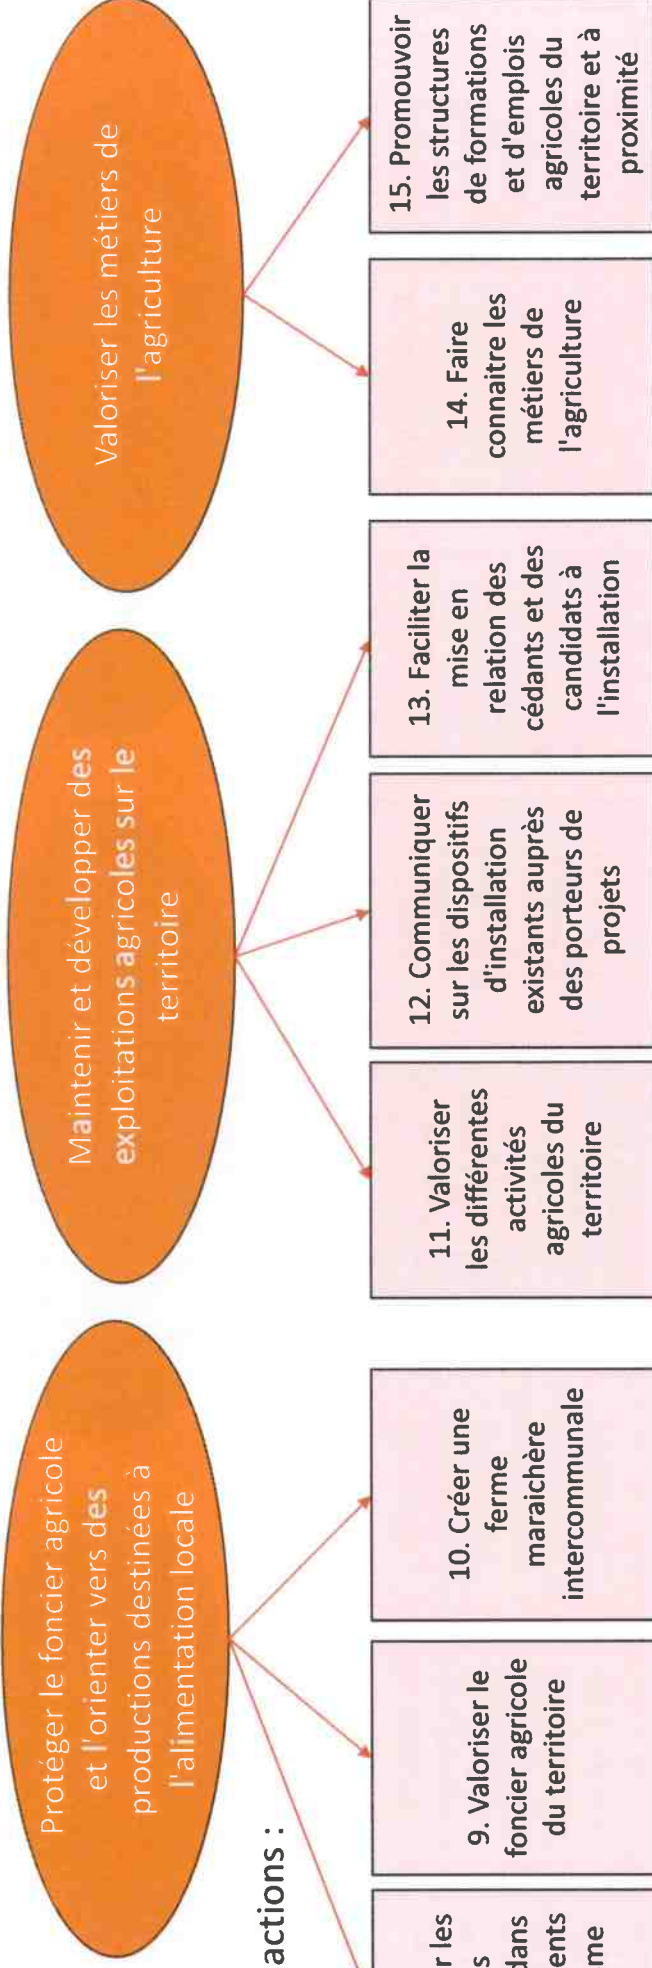 Protéger le foncier agricole
et l'orienter vers des
productions destinées à
l'alimentation locale
Maintenir et développer des
exploitations agricoles sur le
territoire
Valoriser les métiers de
l'agriculture
actions :
r les
s
dans
ents
me
9. Valoriser le
foncier agricole
du territoire
10. Créer une
ferme
maraichère
intercommunale
11. Valoriser
les différentes
activités
agricoles du
territoire
12. Communiquer
sur les dispositifs
d'installation
existants auprès
des porteurs de
projets
13. Faciliter la
mise en
relation des
cédants et des
candidats à
l'installation
14. Faire
connaitre les
métiers de
l'agriculture
15. Promouvoir
les structures
de formations
et d'emplois
agricoles du
territoire et à
proximité